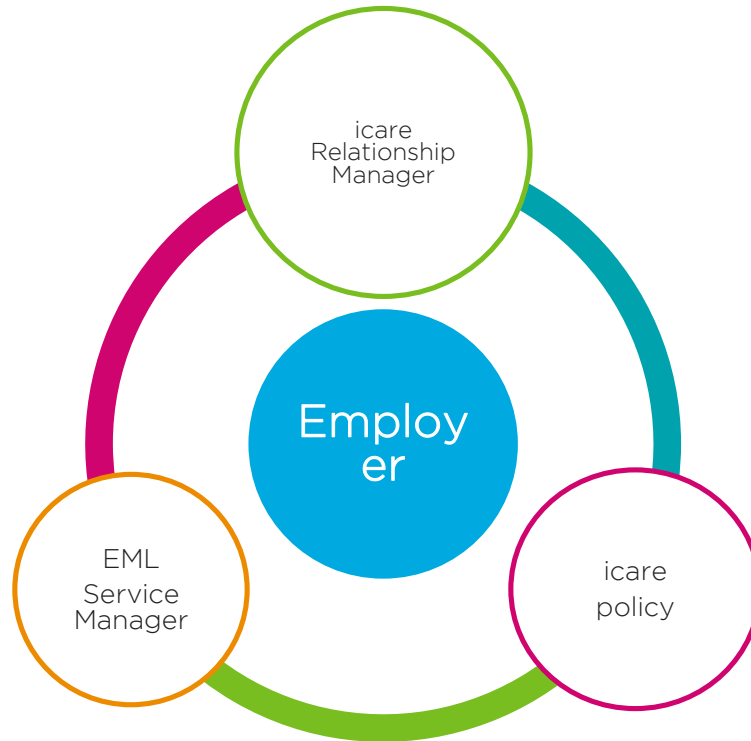 icare
Relationship
Manager
Employ
er
EML
Service
Manager
icare
policy